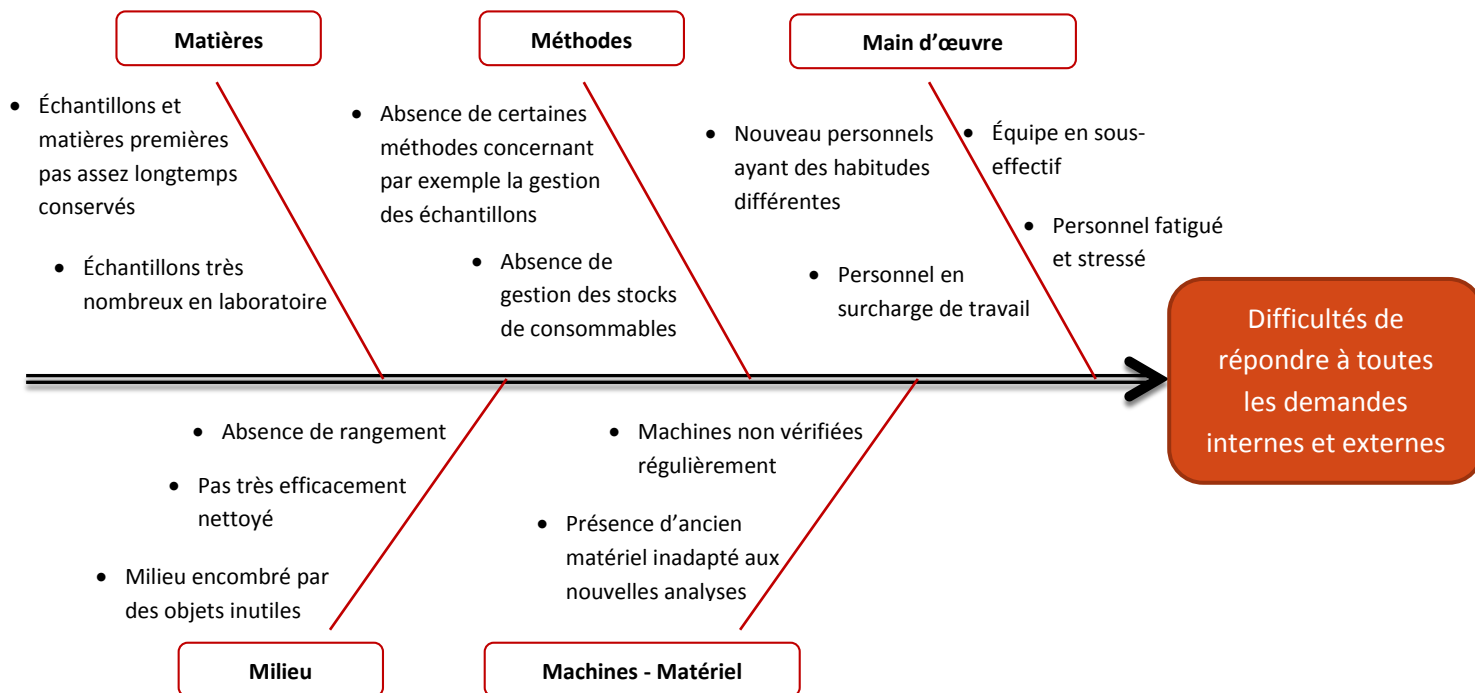 Matières
Méthodes
Main d'œuvre
• Échantillons et
matières premières
pas assez longtemps
conservés
• Échantillons très
nombreux en laboratoire
• Absence de certaines
méthodes concernant
par exemple la gestion
des échantillons
• Absence de
gestion des stocks
de consommables
• Nouveau personnels
ayant des habitudes
différentes
• Personnel en
surcharge de travail
• Équipe en sous-
effectif
• Personnel fatigué
et stressé
Difficultés de
répondre à toutes
les demandes
internes et externes
• Absence de rangement
• Pas très efficacement
nettoyé
• Milieu encombré par
des objets inutiles
• Machines non vérifiées
régulièrement
• Présence d'ancien
matériel inadapté aux
nouvelles analyses
Milieu
Machines - Matériel